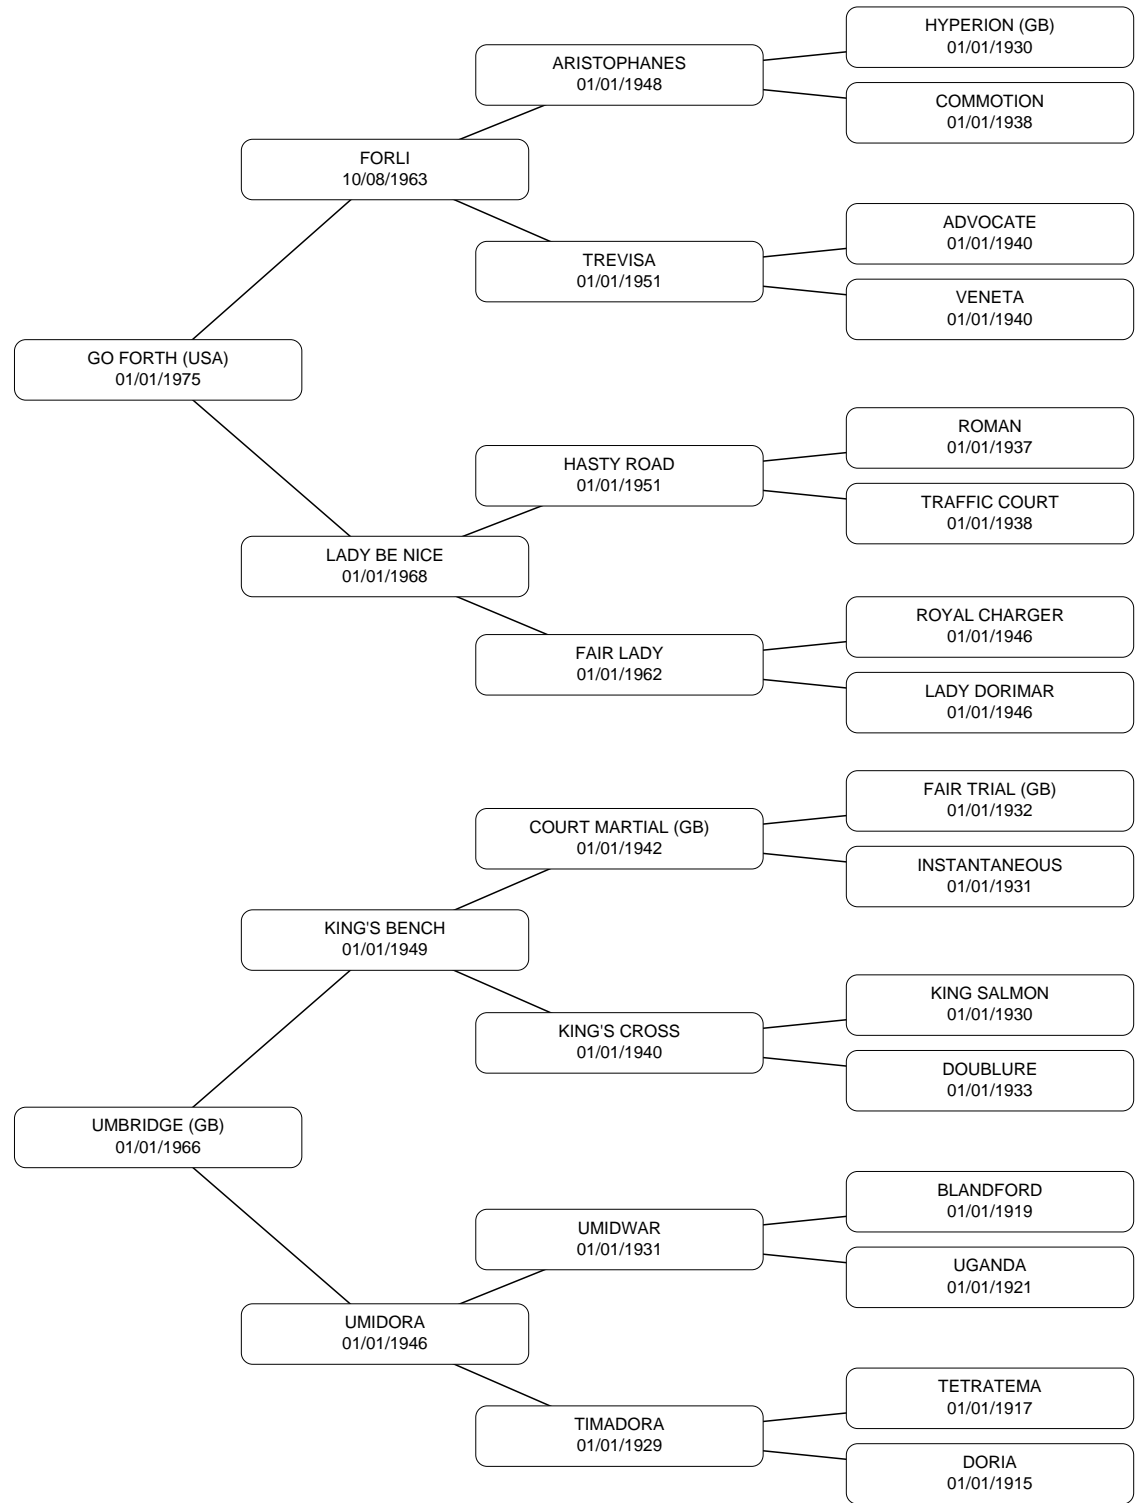 HYPERION (GB)
01/01/1930
ARISTOPHANES
01/01/1948
COMMOTION
01/01/1938
FORLI
10/08/1963
ADVOCATE
01/01/1940
TREVISA
01/01/1951
VENETA
01/01/1940
GO FORTH (USA)
01/01/1975
ROMAN
01/01/1937
HASTY ROAD
01/01/1951
TRAFFIC COURT
01/01/1938
LADY BE NICE
01/01/1968
ROYAL CHARGER
01/01/1946
FAIR LADY
01/01/1962
LADY DORIMAR
01/01/1946
FAIR TRIAL (GB)
01/01/1932
COURT MARTIAL (GB)
01/01/1942
INSTANTANEOUS
01/01/1931
KING'S BENCH
01/01/1949
KING SALMON
01/01/1930
KING'S CROSS
01/01/1940
DOUBLURE
01/01/1933
UMBRIDGE (GB)
01/01/1966
BLANDFORD
01/01/1919
UMIDWAR
01/01/1931
UGANDA
01/01/1921
UMIDORA
01/01/1946
TETRATEMA
01/01/1917
TIMADORA
01/01/1929
DORIA
01/01/1915